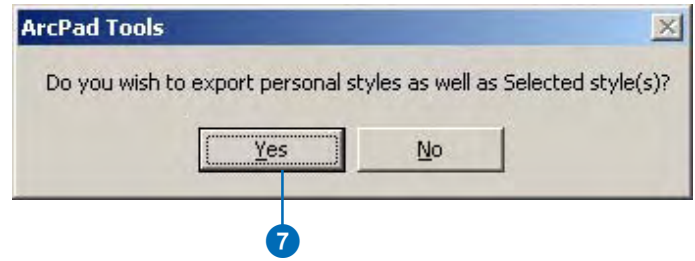 ArcPad Tools
Do you wish to export personal styles as well as Selected style(s)?
Yes No
7